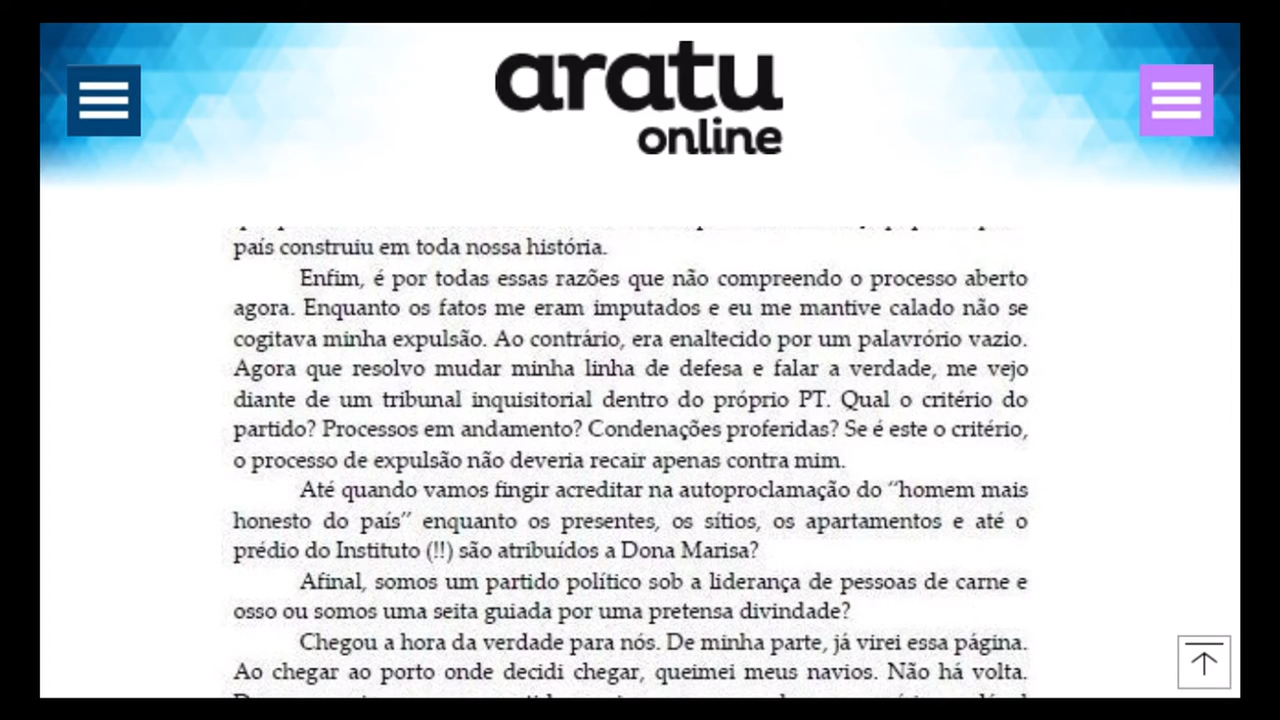 aratu
online
país construiu em toda nossa história.
Enfim, é por todas essas razões que não compreendo o processo aberto
agora. Enquanto os fatos me eram imputados e eu me mantive calado não se
cogitava minha expulsão. Ao contrário, era enaltecido por um palavrório vazio.
Agora que resolvo mudar minha linha de defesa e falar a verdade, me vejo
diante de um tribunal inquisitorial dentro do próprio PT. Qual o critério do
partido? Processos em andamento? Condenações proferidas? Se é este o critério,
o processo de expulsão não deveria recair apenas contra mim.
Até quando vamos fingir acreditar na autoproclamação do “homem mais
honesto do país” enquanto os presentes, os sítios, os apartamentos e até o
prédio do Instituto (!!) são atribuídos a Dona Marisa?
Afinal, somos um partido político sob a liderança de pessoas de carne e
osso ou somos uma seita guiada por uma pretensa divindade?
Chegou a hora da verdade para nós. De minha parte, já virei essa página.
Ao chegar ao porto onde decidi chegar, queimei meus navios. Não há volta.